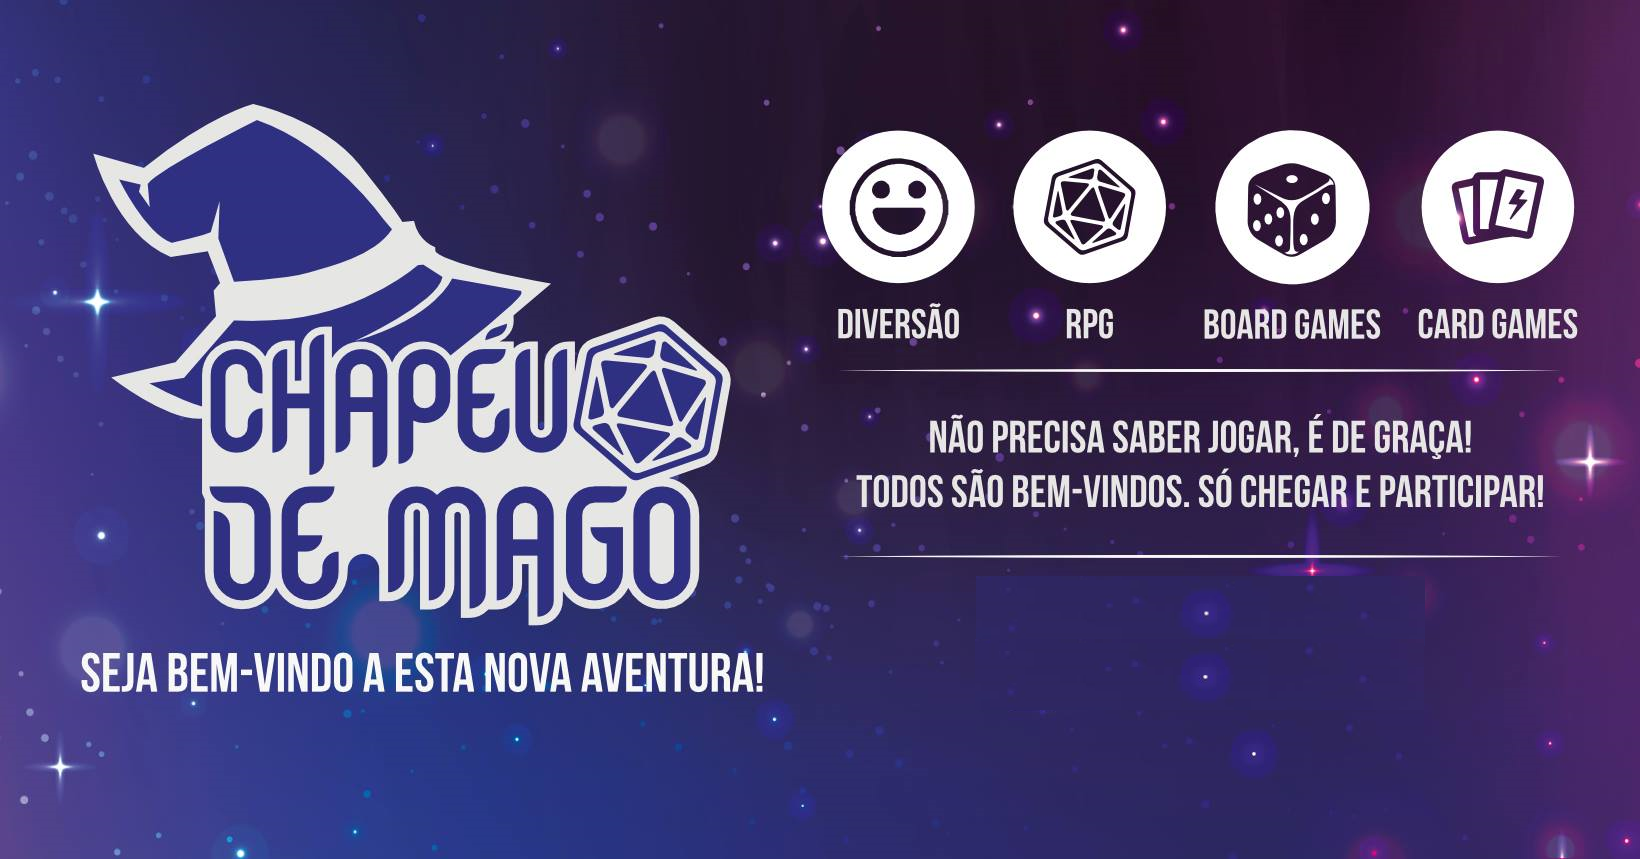 CHAPÉU
DE MAGO
SEJA BEM-VINDO A ESTA NOVA AVENTURA!
DIVERSÃO
RPG
BOARD GAMES
CARD GAMES
NÃO PRECISA SABER JOGAR, É DE GRAÇA!
TODOS SÃO BEM-VINDOS. SÓ CHEGAR E PARTICIPAR!